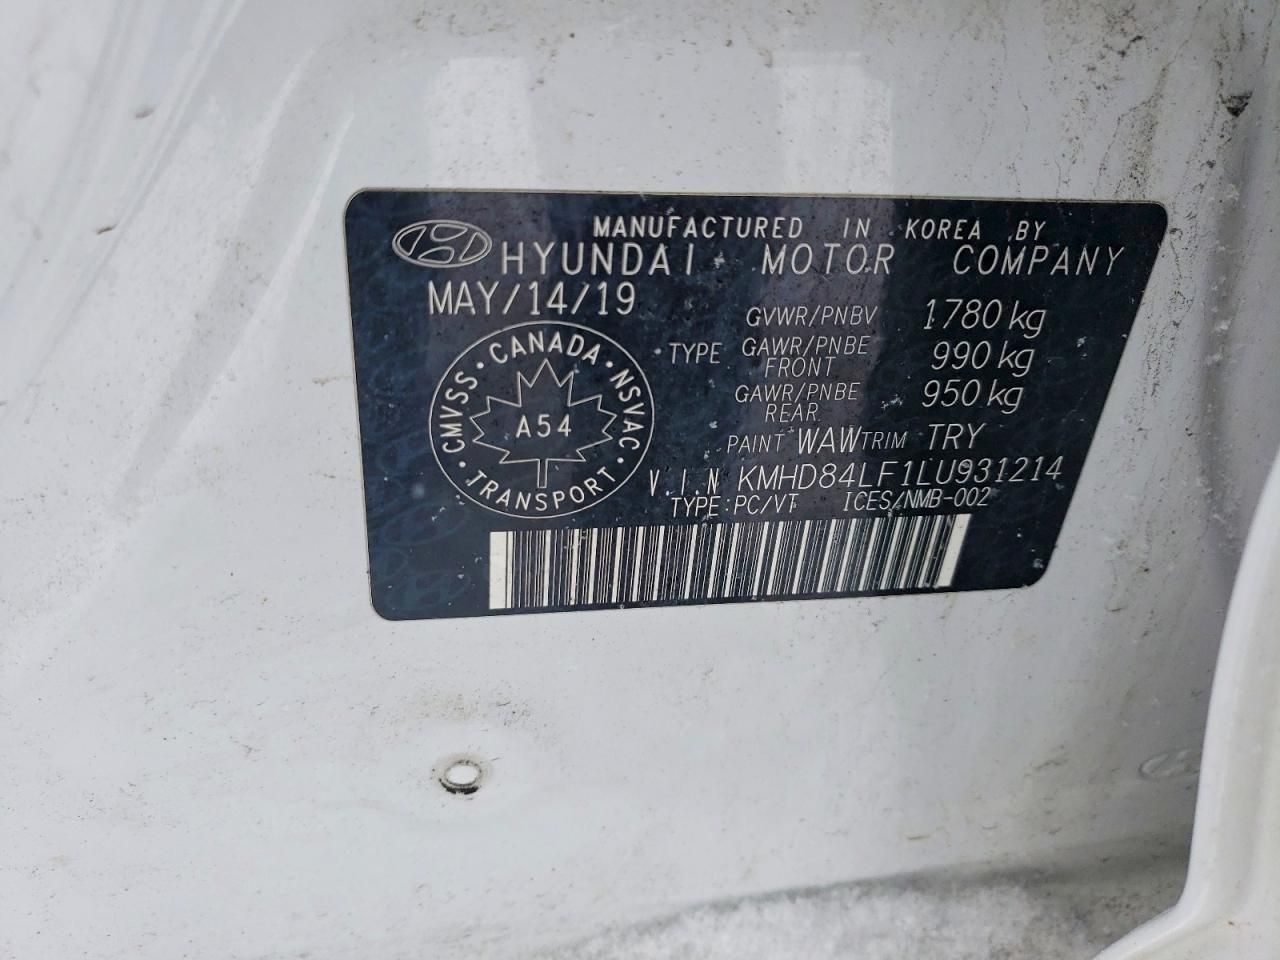 MANUFACTURED IN KOREA BY
HYUNDAI MOTOR COMPANY
MAY/14/19
GVWR/PNBV 1780 kg
TYPE GAWR/PNBE FRONT 990 kg
GAWR/PNBE REAR 950 kg
PAINT WAW TRIM TRY
V.I.N KMHD84LF1LU931214
TYPE:PC/VT ICES/NMB-002
CMVSS · CANADA · NSVAC · TRANSPORT ·
A54